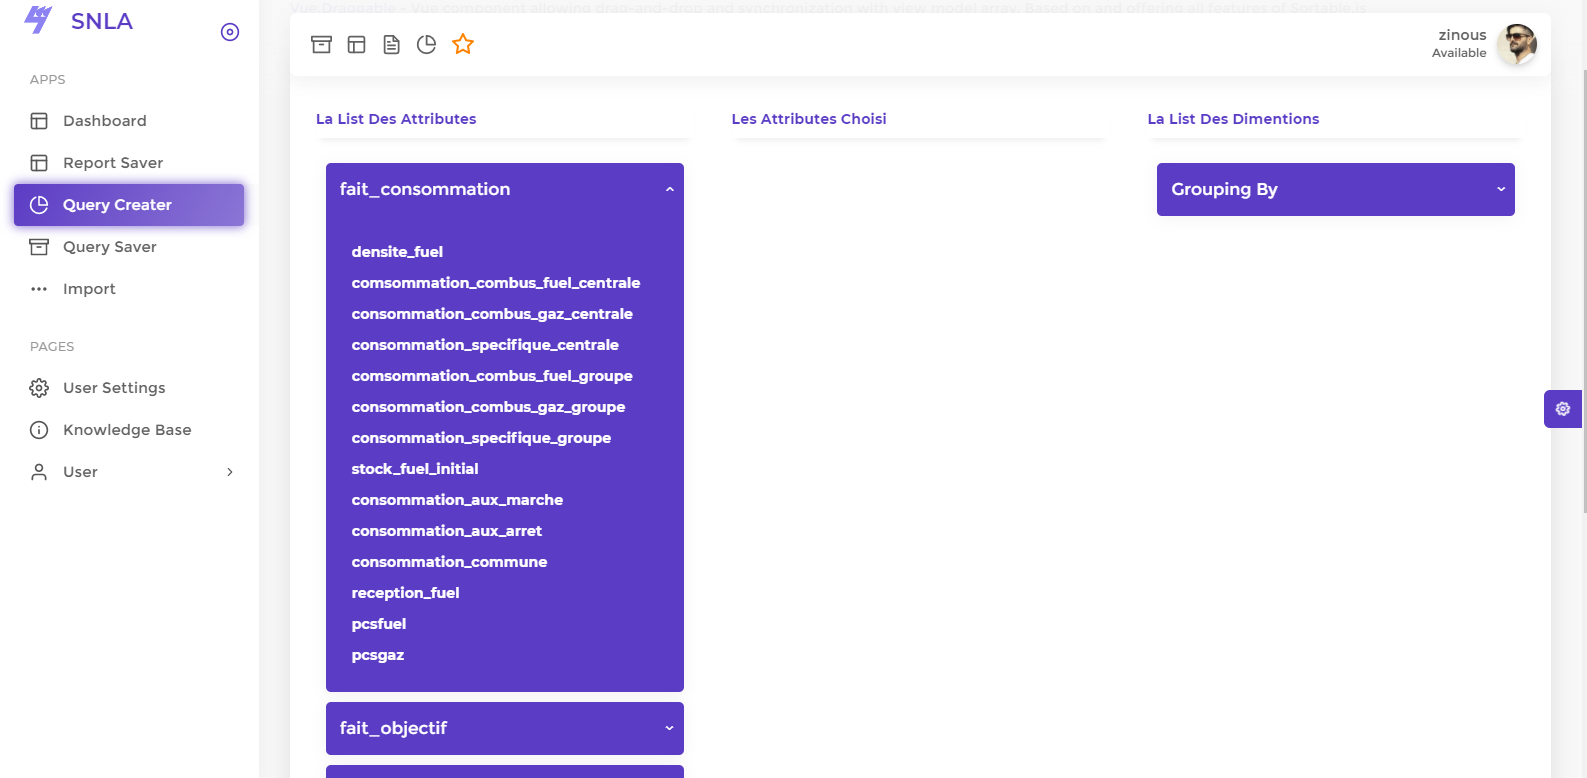 Vue.Draggable - Vue component allowing drag-and-drop and synchronization with view model array. Based on and offering all features of Sortable.js
SNLA
zinous
Available
APPS
Dashboard
Report Saver
Query Creater
Query Saver
Import
PAGES
User Settings
Knowledge Base
User
La List Des Attributes
fait_consommation
densite_fuel
comsommation_combus_fuel_centrale
consommation_combus_gaz_centrale
consommation_specifique_centrale
comsommation_combus_fuel_groupe
consommation_combus_gaz_groupe
consommation_specifique_groupe
stock_fuel_initial
consommation_aux_marche
consommation_aux_arret
consommation_commune
reception_fuel
pcsfuel
pcsgaz
fait_objectif
Les Attributes Choisi
La List Des Dimentions
Grouping By